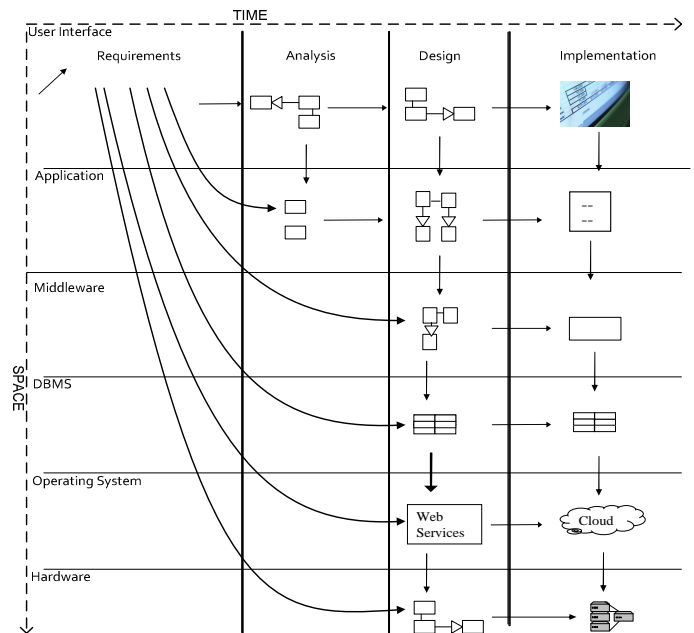 TIME
User Interface
Requirements
Analysis
Design
Implementation
Application
--
--
Middleware
SPACE
DBMS
Operating System
Web
Services
Cloud
Hardware